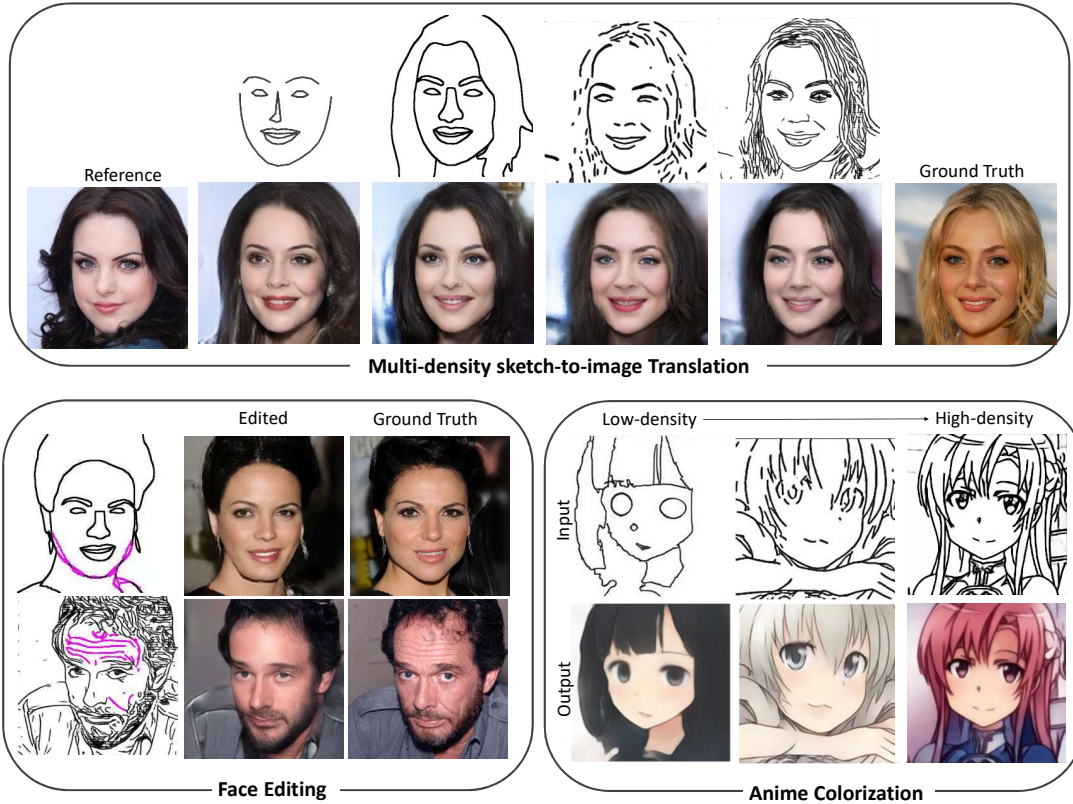 Reference
Ground Truth
Multi-density sketch-to-image Translation
Edited
Ground Truth
Face Editing
Low-density
High-density
Input
Output
Anime Colorization